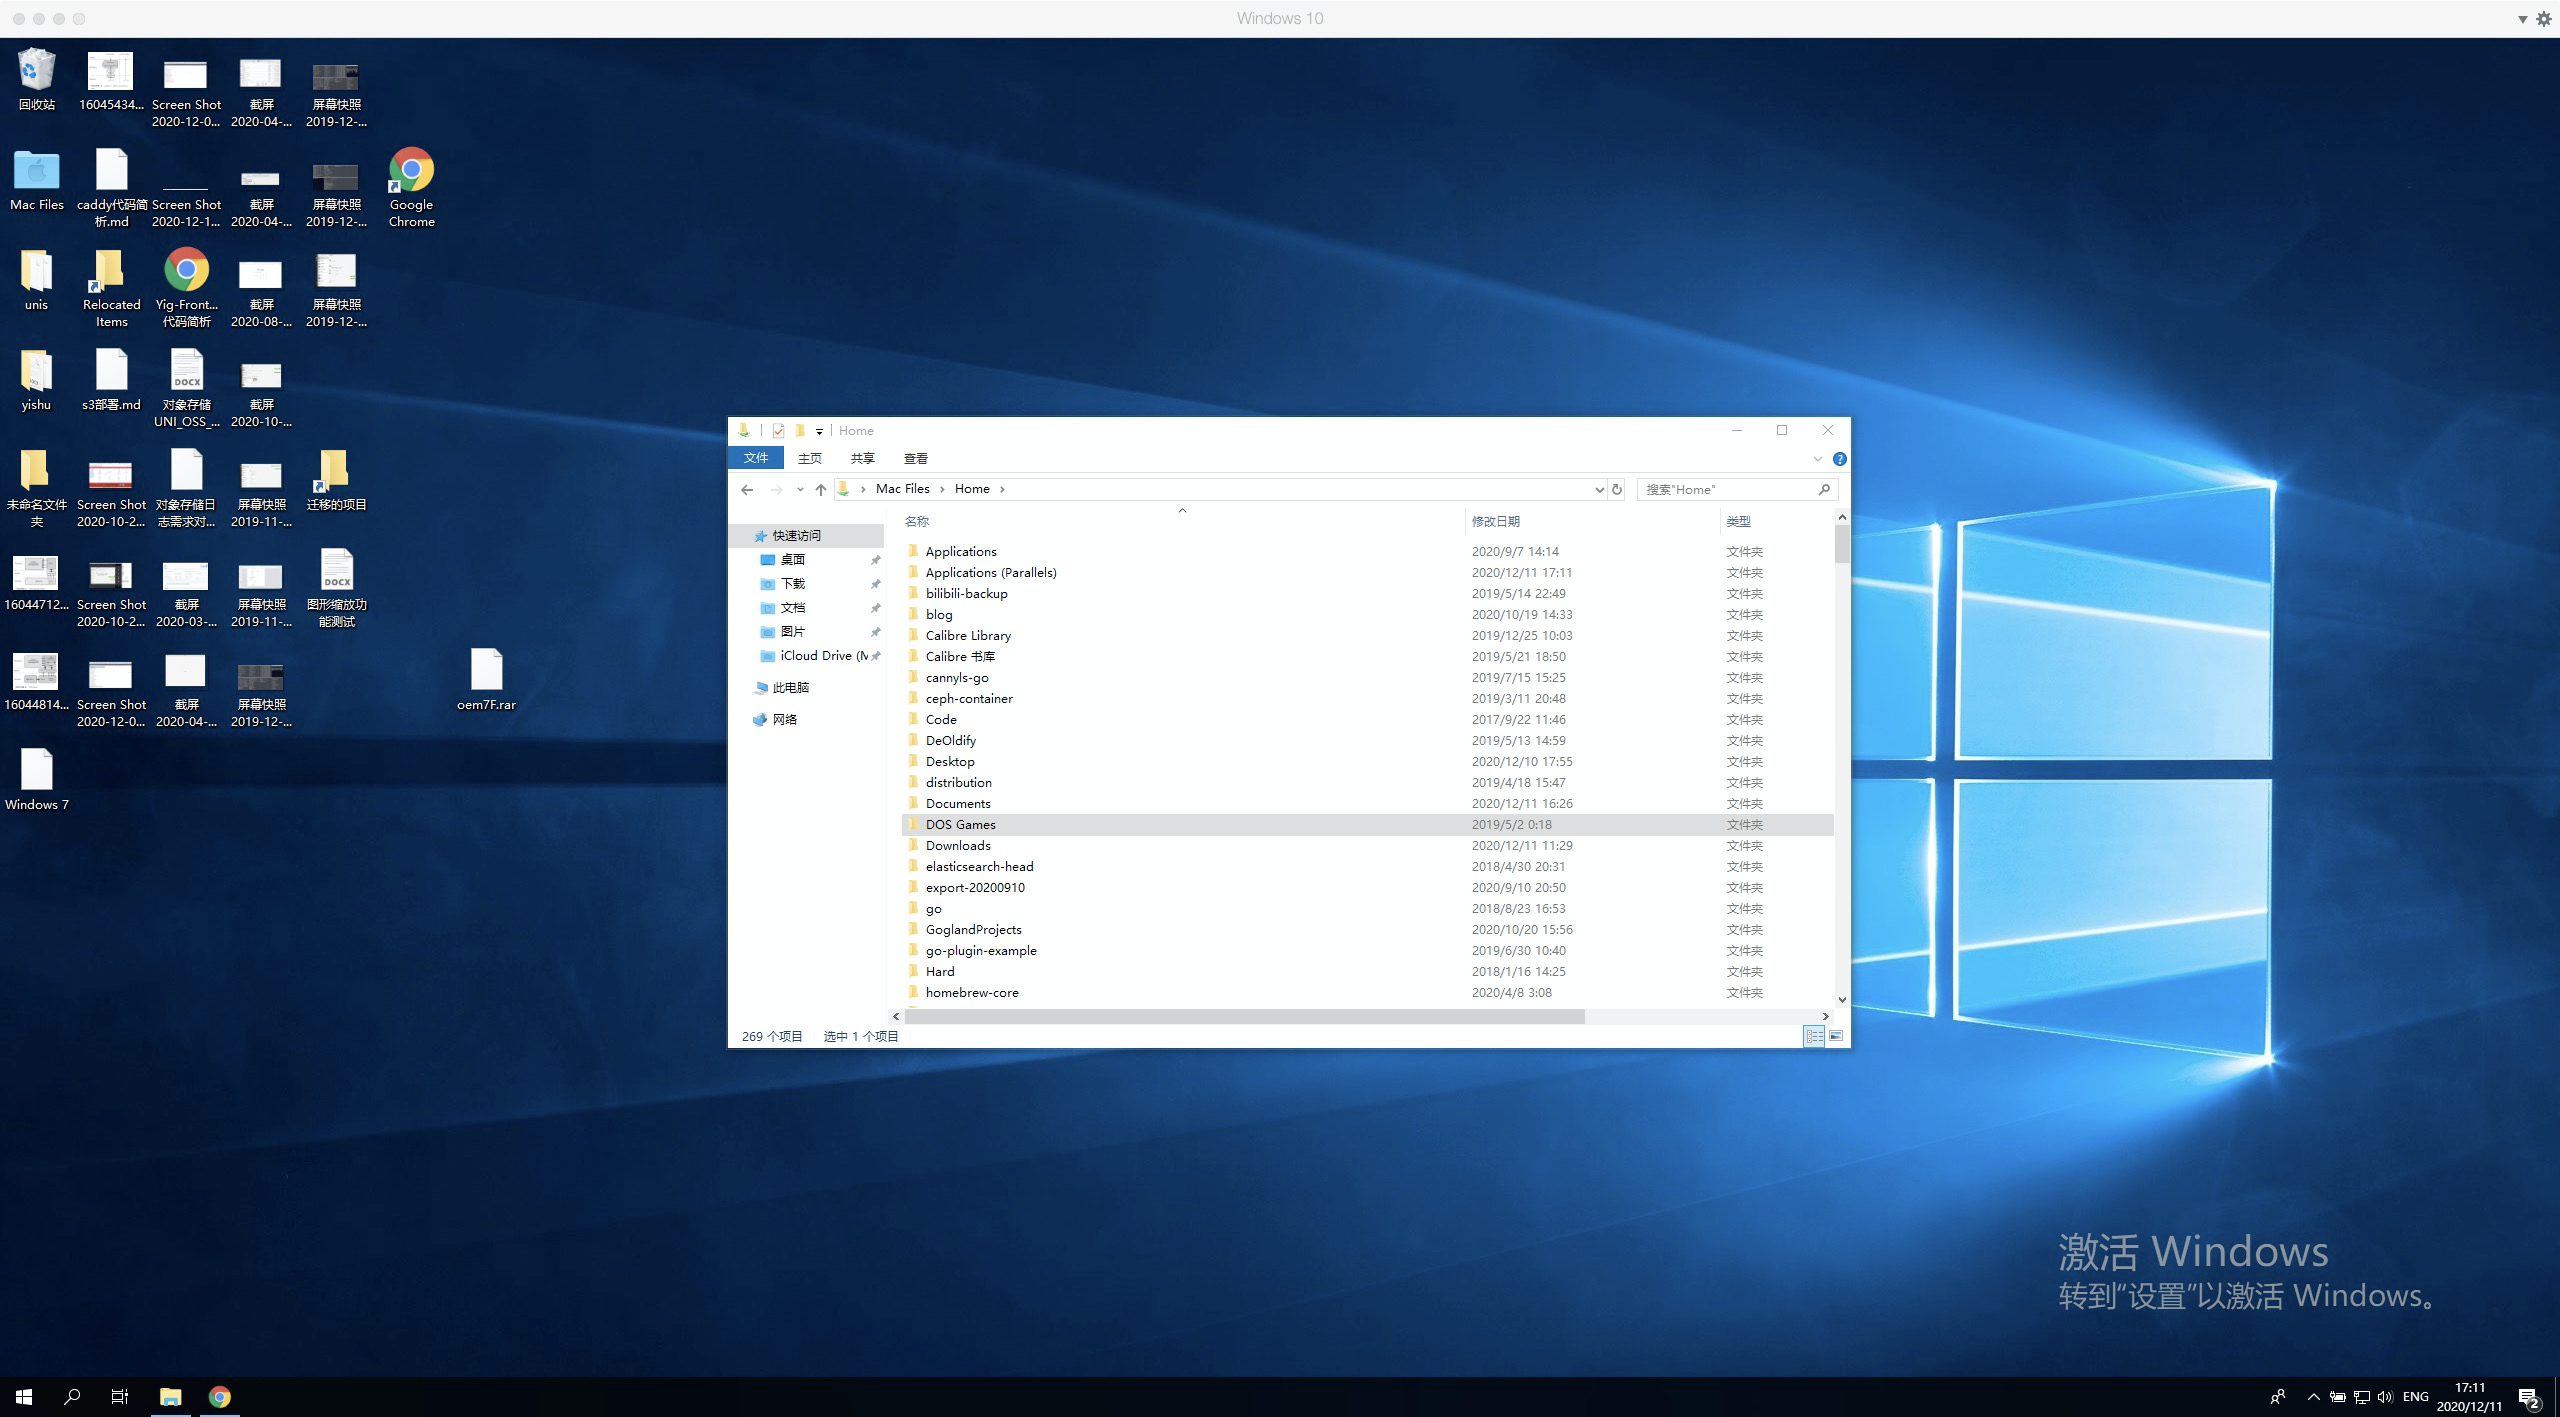 Windows 10
回收站
16045434...
Screen Shot
2020-12-0...
截屏
2020-04-...
屏幕快照
2019-12-...
Mac Files
caddy代码简
析.md
Screen Shot
2020-12-1...
截屏
2020-04-...
屏幕快照
2019-12-...
Google
Chrome
unis
Relocated
Items
Yig-Front...
代码简析
截屏
2020-08-...
屏幕快照
2019-12-...
yishu
s3部署.md
DOCX
对象存储
UNI_OSS_...
截屏
2020-10-...
未命名文件
夹
Screen Shot
2020-10-2...
对象存储日
志需求对...
屏幕快照
2019-11-...
迁移的项目
16044712...
Screen Shot
2020-10-2...
截屏
2020-03-...
屏幕快照
2019-11-...
DOCX
图形缩放功
能测试
16044814...
Screen Shot
2020-12-0...
截屏
2020-04-...
屏幕快照
2019-12-...
oem7F.rar
Windows 7
Home
文件 主页 共享 查看
Mac Files Home
搜索"Home"
快速访问
桌面
下载
文档
图片
iCloud Drive (M
此电脑
网络
名称 修改日期 类型
Applications 2020/9/7 14:14 文件夹
Applications (Parallels) 2020/12/11 17:11 文件夹
bilibili-backup 2019/5/14 22:49 文件夹
blog 2020/10/19 14:33 文件夹
Calibre Library 2019/12/25 10:03 文件夹
Calibre 书库 2019/5/21 18:50 文件夹
cannyls-go 2019/7/15 15:25 文件夹
ceph-container 2019/3/11 20:48 文件夹
Code 2017/9/22 11:46 文件夹
DeOldify 2019/5/13 14:59 文件夹
Desktop 2020/12/10 17:55 文件夹
distribution 2019/4/18 15:47 文件夹
Documents 2020/12/11 16:26 文件夹
DOS Games 2019/5/2 0:18 文件夹
Downloads 2020/12/11 11:29 文件夹
elasticsearch-head 2018/4/30 20:31 文件夹
export-20200910 2020/9/10 20:50 文件夹
go 2018/8/23 16:53 文件夹
GoglandProjects 2020/10/20 15:56 文件夹
go-plugin-example 2019/6/30 10:40 文件夹
Hard 2018/1/16 14:25 文件夹
homebrew-core 2020/4/8 3:08 文件夹
269 个项目 选中 1 个项目
激活 Windows
转到“设置”以激活 Windows。
ENG
17:11
2020/12/11
2